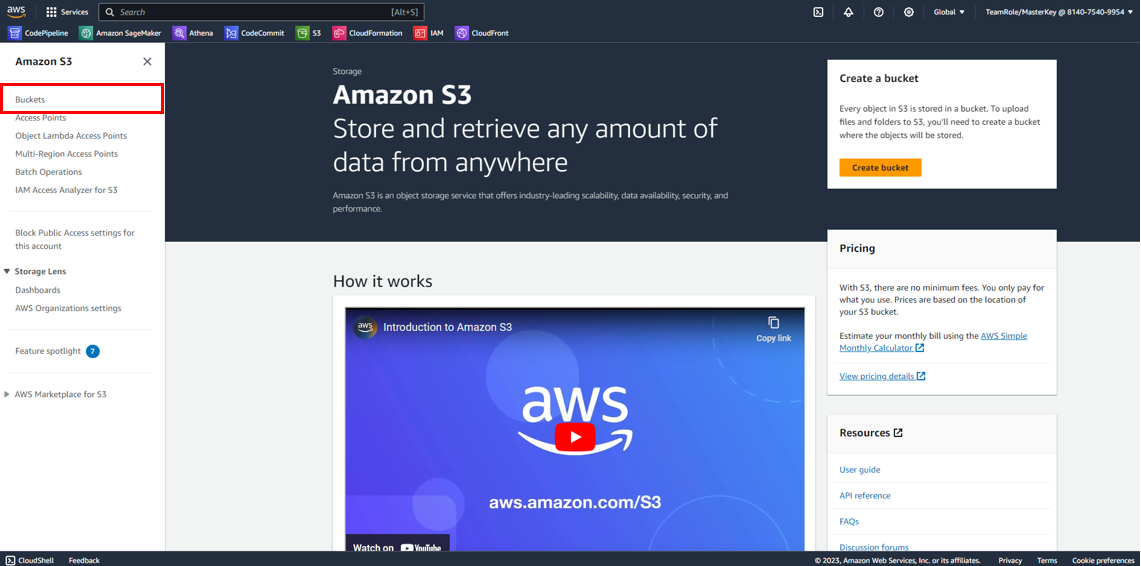 aws
Services
Search
[Alt+S]
Global
TeamRole/MasterKey @ 8140-7540-9954
CodePipeline
Amazon SageMaker
Athena
CodeCommit
S3
CloudFormation
IAM
CloudFront
Amazon S3
Buckets
Access Points
Object Lambda Access Points
Multi-Region Access Points
Batch Operations
IAM Access Analyzer for S3
Block Public Access settings for
this account
Storage Lens
Dashboards
AWS Organizations settings
Feature spotlight 7
AWS Marketplace for S3
Storage
Amazon S3
Store and retrieve any amount of
data from anywhere
Amazon S3 is an object storage service that offers industry-leading scalability, data availability, security, and
performance.
Create a bucket
Every object in S3 is stored in a bucket. To upload
files and folders to S3, you'll need to create a bucket
where the objects will be stored.
Create bucket
How it works
aws
Introduction to Amazon S3
Copy link
aws
aws.amazon.com/S3
Watch on YouTube
Pricing
With S3, there are no minimum fees. You only pay for
what you use. Prices are based on the location of
your S3 bucket.
Estimate your monthly bill using the AWS Simple
Monthly Calculator
View pricing details
Resources
User guide
API reference
FAQs
Discussion forums
CloudShell
Feedback
© 2023, Amazon Web Services, Inc. or its affiliates.
Privacy
Terms
Cookie preferences